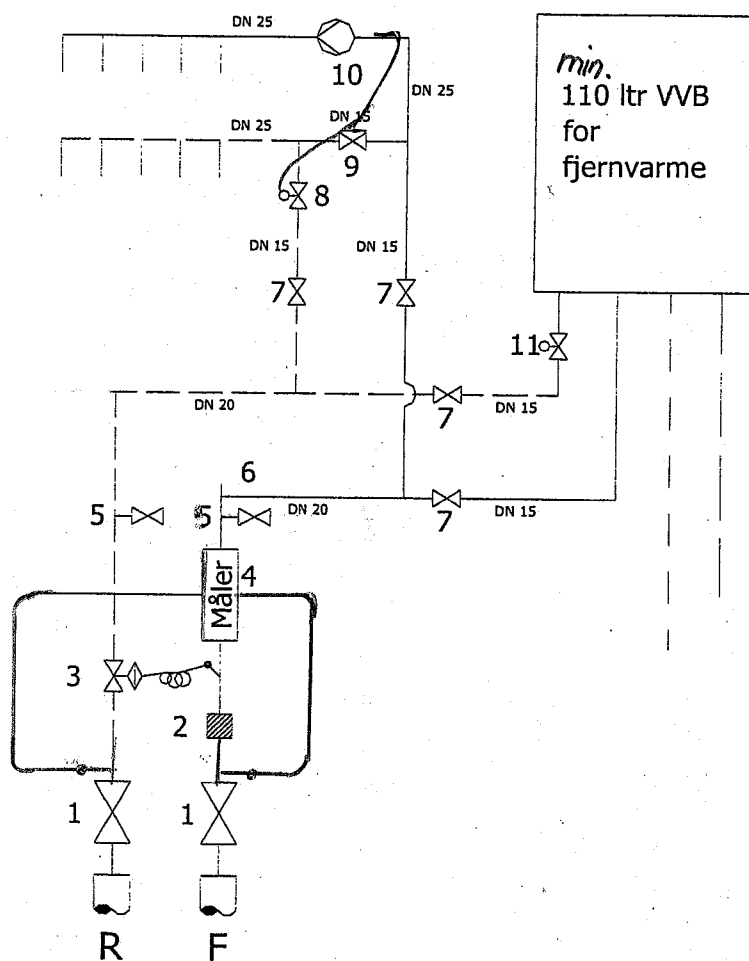 DN 25
10
min.
110 ltr VVB
for
fjernvarme
DN 25
DN 25
DN 15
9
8
DN 15
DN 15
7
7
11
DN 20
7
DN 15
6
5
5
DN 20
7
DN 15
4
Måler
3
2
1
1
R
F